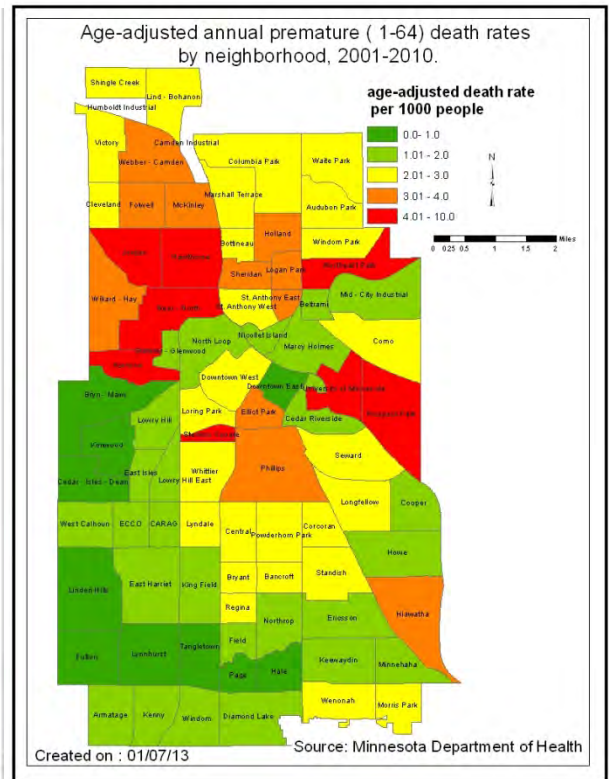 Age-adjusted annual premature ( 1-64) death rates
by neighborhood, 2001-2010.
age-adjusted death rate
per 1000 people
0.0- 1.0
1.01 - 2.0
2.01 - 3.0
3.01 - 4.0
4.01 - 10.0
N
0 0.25 0.5 1 1.5 2
Miles
Shingle Creek
Lind - Bohanon
Humboldt Industrial
Victory
Camden Industrial
Webber - Camden
Columbia Park
Waite Park
Marshall Terrace
Cleveland
Folwell
McKinley
Audubon Park
Holland
Bottineau
Windom Park
Logan Park
Sheridan
Willard - Hay
Mid - City Industrial
St. Anthony East
St. Anthony West
Beltrami
Nicollet Island
North Loop
Marcy Holmes
Como
Downtown West
Downtown East
University of Minnesota
Bryn - Mawr
Lowry Hill
Loring Park
Elliot Park
Cedar Riverside
Kenwood
Seward
Cedar - Isles - Dean
East Isles
Lowry Hill East
Whittier
Phillips
Longfellow
Cooper
West Calhoun
ECCO
CARAG
Lyndale
Central
Powderhorn Park
Corcoran
Howe
Standish
Linden Hills
East Harriet
King Field
Bryant
Bancroft
Regina
Northrop
Ericsson
Hiawatha
Field
Fulton
Lynnhurst
Tangletown
Page
Hale
Keewaydin
Minnehaha
Wenonah
Morris Park
Armatage
Kenny
Windom
Diamond Lake
Created on : 01/07/13
Source: Minnesota Department of Health